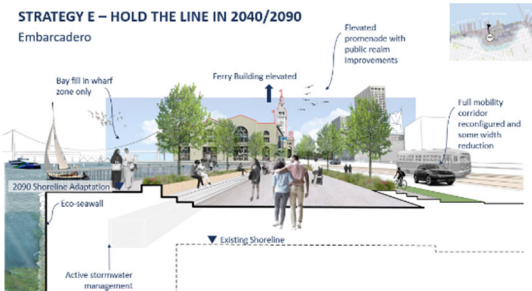 STRATEGY E – HOLD THE LINE IN 2040/2090
Embarcadero
Elevated
promenade with
public realm
improvements
Bay fill in wharf
zone only
Ferry Building elevated
Full mobility
corridor
reconfigured and
some width
reduction
2090 Shoreline Adaptation
Eco-seawall
Existing Shoreline
Active stormwater
management